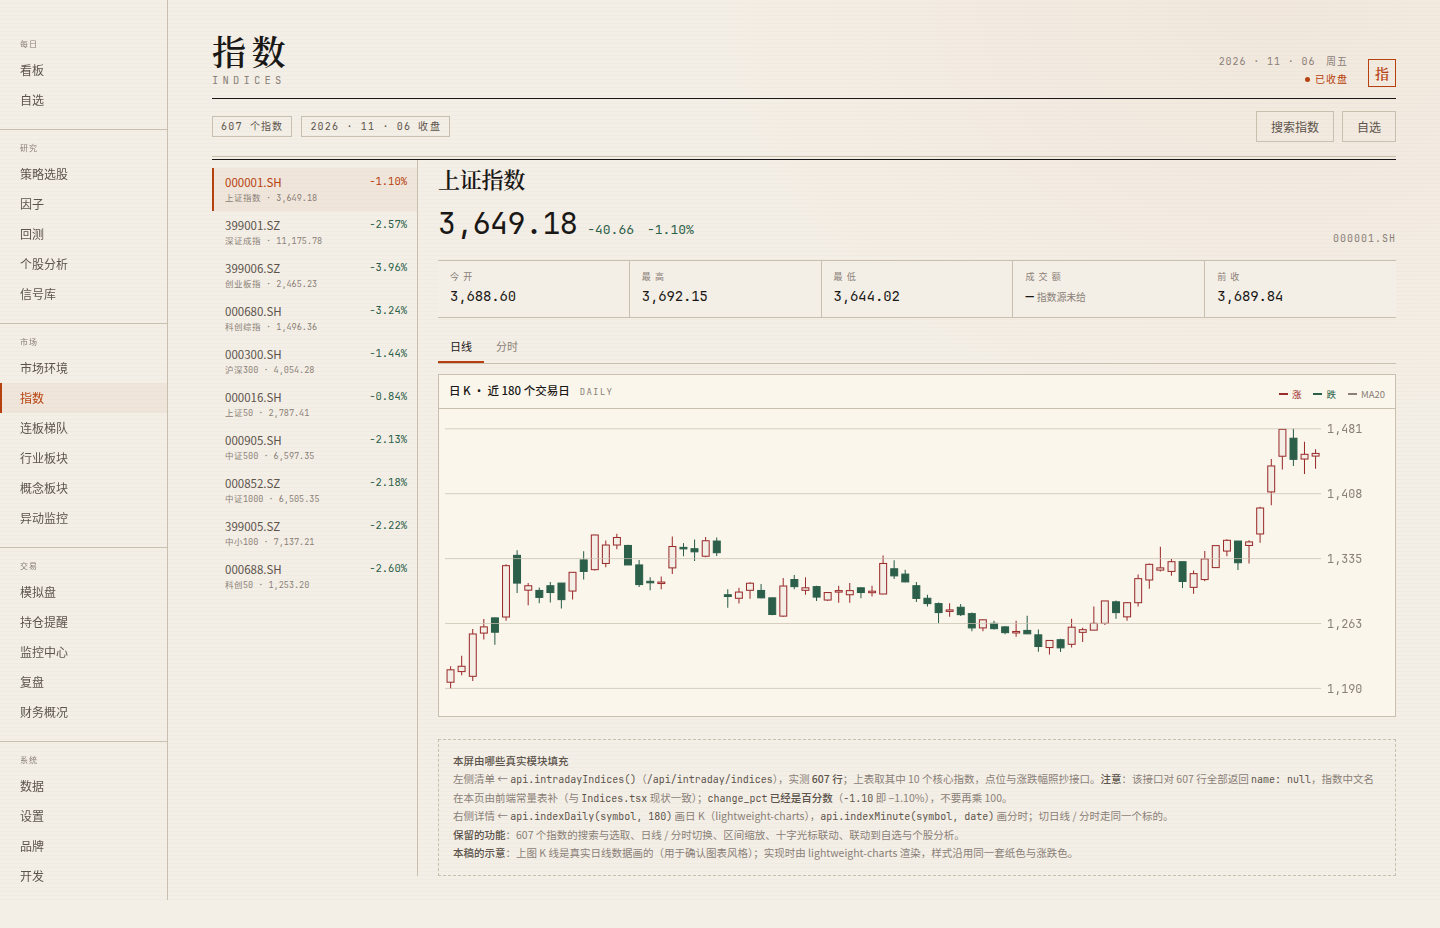 每日
看板
自选
研究
策略选股
因子
回测
个股分析
信号库
市场
市场环境
指数
连板梯队
行业板块
概念板块
异动监控
交易
模拟盘
持仓提醒
监控中心
复盘
财务概况
系统
数据
设置
品牌
开发
指数
INDICES
2026 · 11 · 06 周五
已收盘
指
607 个指数
2026 · 11 · 06 收盘
搜索指数
自选
000001.SH -1.10%
上证指数 · 3,649.18
399001.SZ -2.57%
深证成指 · 11,175.78
399006.SZ -3.96%
创业板指 · 2,465.23
000680.SH -3.24%
科创综指 · 1,496.36
000300.SH -1.44%
沪深300 · 4,054.28
000016.SH -0.84%
上证50 · 2,787.41
000905.SH -2.13%
中证500 · 6,597.35
000852.SZ -2.18%
中证1000 · 6,505.35
399005.SZ -2.22%
中小100 · 7,137.21
000688.SH -2.60%
科创50 · 1,253.20
上证指数
3,649.18 -40.66 -1.10%
000001.SH
今开 最高 最低 成交额 前收
3,688.60 3,692.15 3,644.02 — 指数源未给 3,689.84
日线 分时
日 K · 近 180 个交易日 DAILY
涨 跌 MA20
1,481
1,408
1,335
1,263
1,190
本屏由哪些真实模块填充
左侧清单 ← api.intradayIndices()（/api/intraday/indices），实测 607 行；上表取其中 10 个核心指数，点位与涨跌幅照抄接口。注意：该接口对 607 行全部返回 name: null，指数中文名
在本页由前端常量表补（与 Indices.tsx 现状一致）；change_pct 已经是百分数（-1.10 即 −1.10%），不要再乘 100。
右侧详情 ← api.indexDaily(symbol, 180) 画日 K（lightweight-charts），api.indexMinute(symbol, date) 画分时；切日线 / 分时走同一个标的。
保留的功能：607 个指数的搜索与选取、日线 / 分时切换、区间缩放、十字光标联动、联动到自选与个股分析。
本稿的示意：上图 K 线是真实日线数据画的（用于确认图表风格）；实现时由 lightweight-charts 渲染，样式沿用同一套纸色与涨跌色。